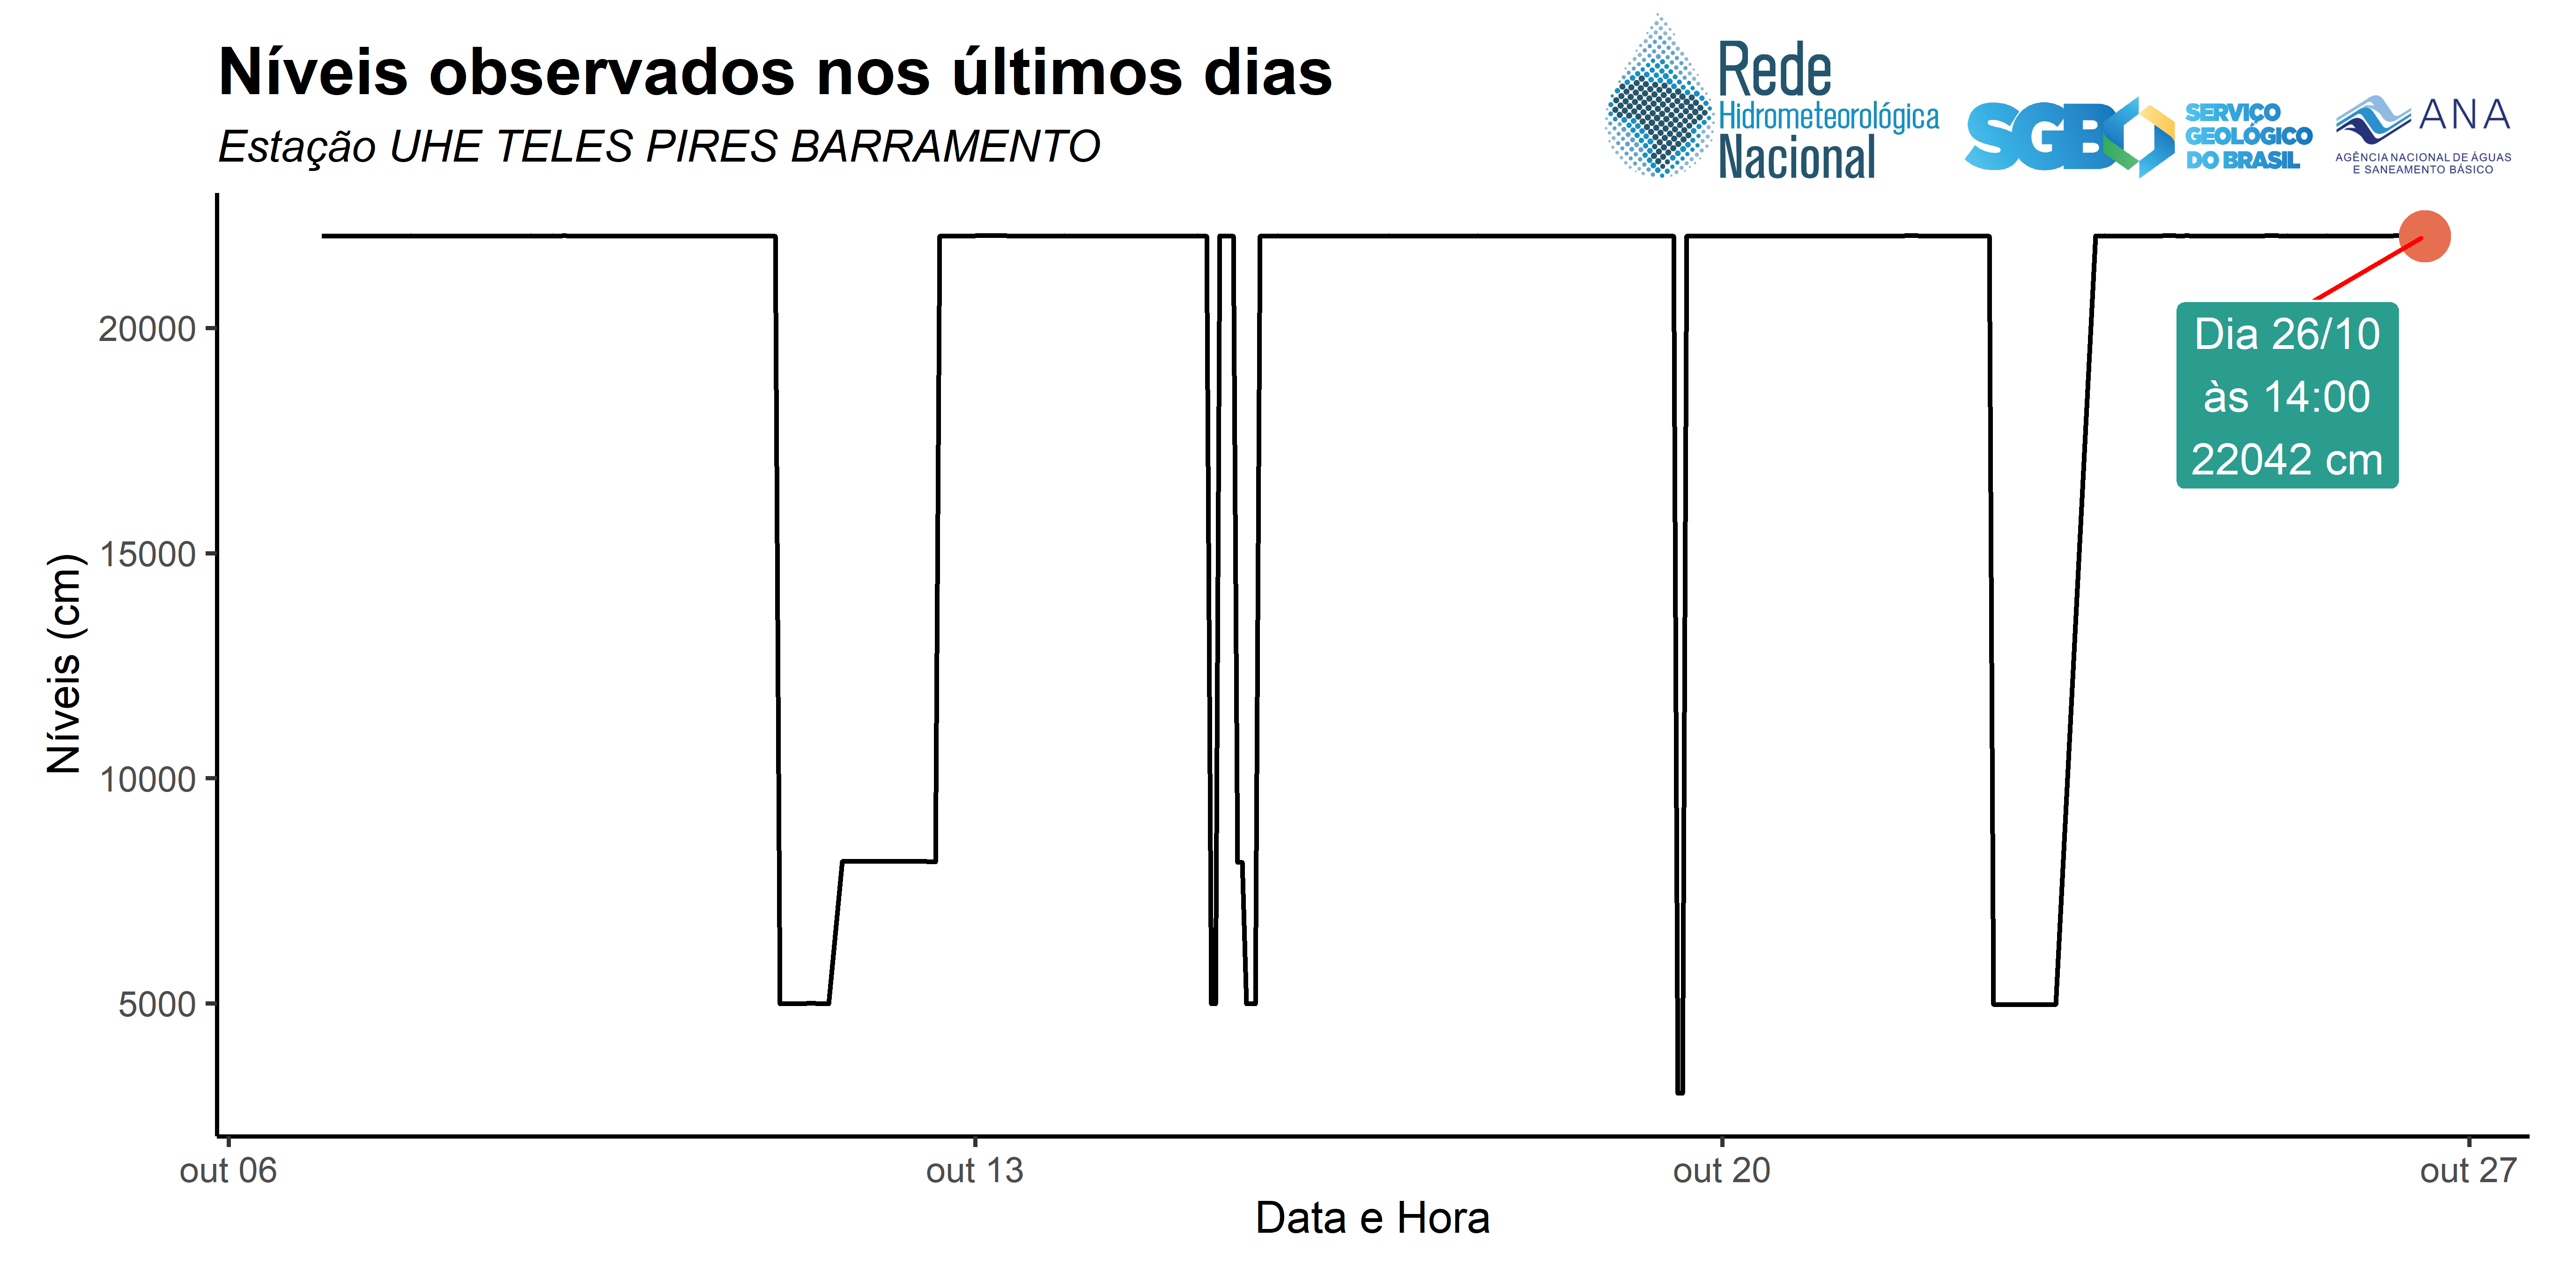 Níveis observados nos últimos dias
Estação UHE TELES PIRES BARRAMENTO
Rede
Hidrometeorológica
Nacional
SGB
SERVIÇO
GEOLÓGICO
DO BRASIL
ANA
AGÊNCIA NACIONAL DE ÁGUAS
E SANEAMENTO BÁSICO
Níveis (cm)
20000
15000
10000
5000
Dia 26/10
às 14:00
22042 cm
out 06
out 13
out 20
out 27
Data e Hora